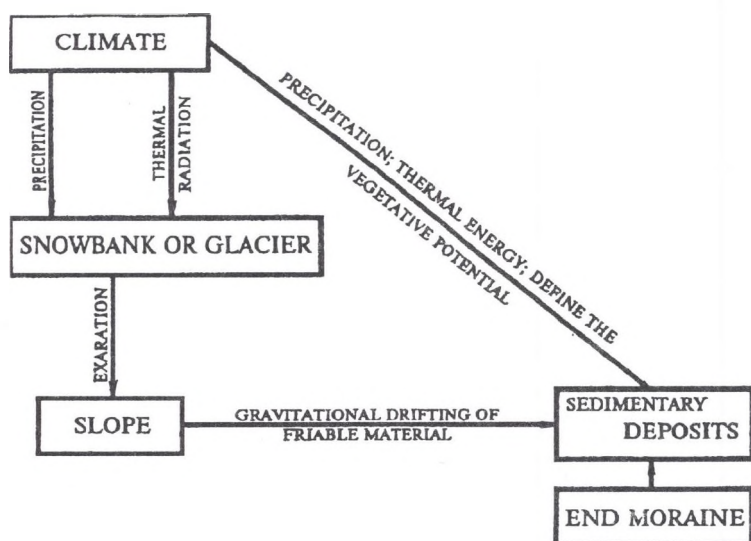 CLIMATE
PRECIPITATION
THERMAL
RADIATION
PRECIPITATION; THERMAL ENERGY; DEFINE THE
VEGETATIVE POTENTIAL
SNOWBANK OR GLACIER
EXARATION
SLOPE
GRAVITATIONAL DRIFTING OF
FRIABLE MATERIAL
SEDIMENTARY
DEPOSITS
END MORAINE